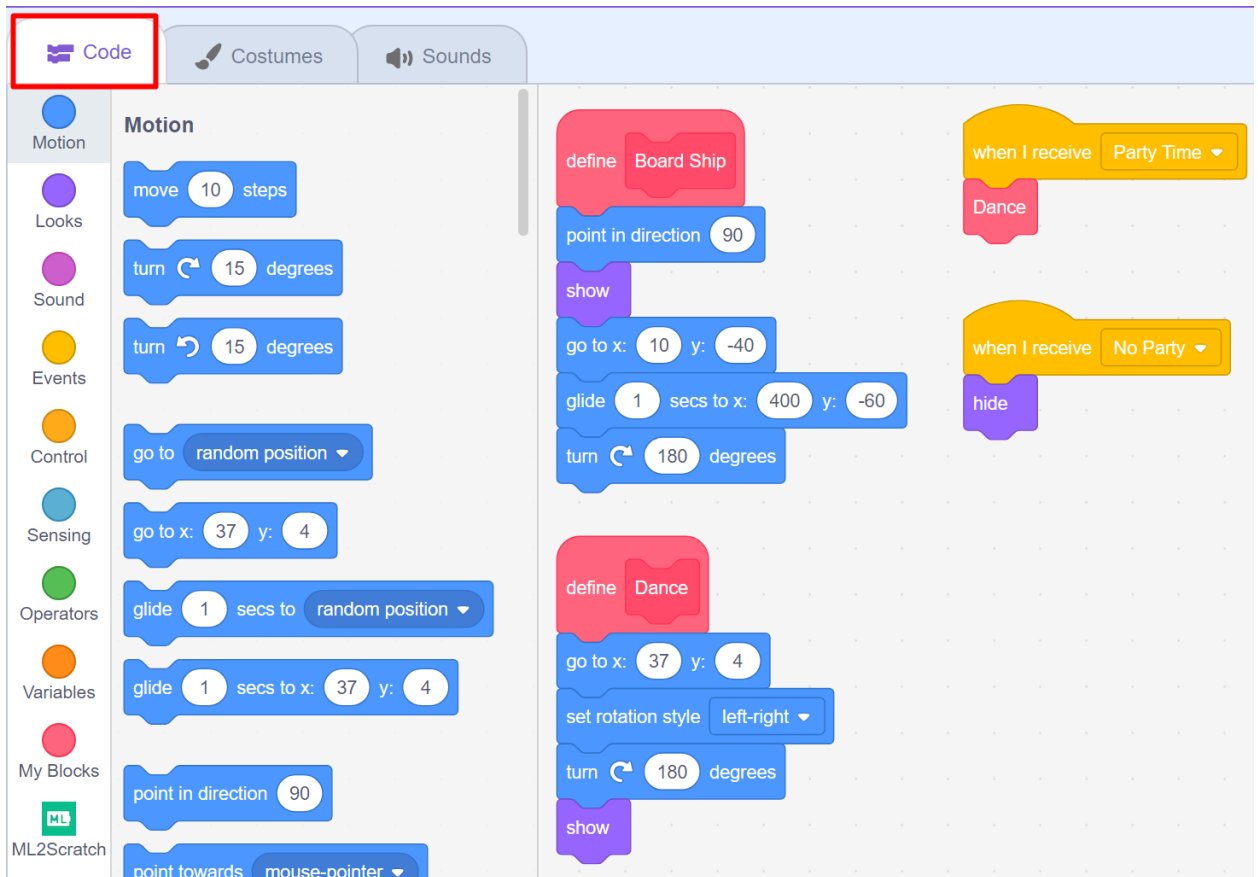 Code
Costumes
Sounds
Motion
Looks
Sound
Events
Control
Sensing
Operators
Variables
My Blocks
ML
ML2Scratch
Motion
move 10 steps
turn 15 degrees
turn 15 degrees
go to random position
go to x: 37 y: 4
glide 1 secs to random position
glide 1 secs to x: 37 y: 4
point in direction 90
point towards mouse-pointer
define Board Ship
point in direction 90
show
go to x: 10 y: -40
glide 1 secs to x: 400 y: -60
turn 180 degrees
define Dance
go to x: 37 y: 4
set rotation style left-right
turn 180 degrees
show
when I receive Party Time
Dance
when I receive No Party
hide